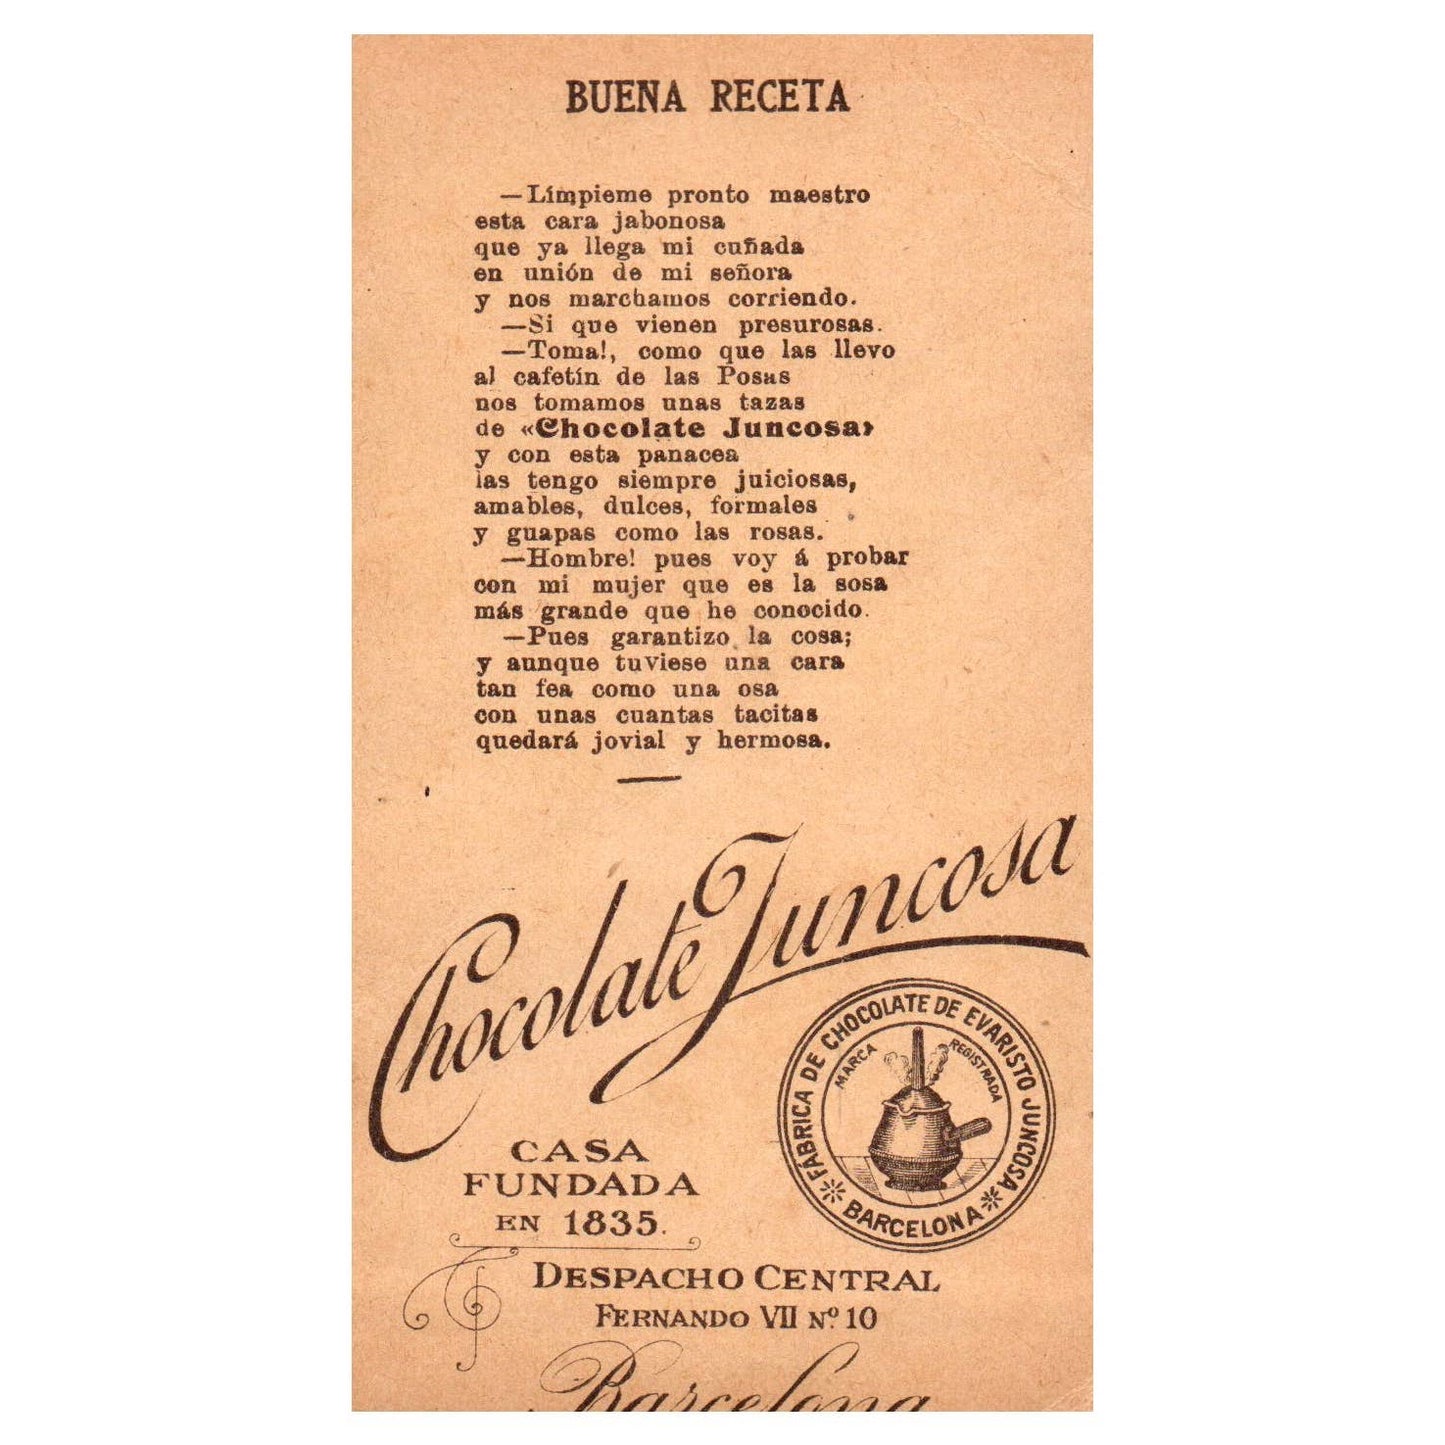 BUENA RECETA
—Límpieme pronto maestro
esta cara jabonosa
que ya llega mi cuñada
en unión de mi señora
y nos marchamos corriendo.
—Si que vienen presurosas.
—Toma!, como que las llevo
al cafetín de las Posas
nos tomamos unas tazas
de «Chocolate Juncosa»
y con esta panacea
las tengo siempre juiciosas,
amables, dulces, formales
y guapas como las rosas.
—Hombre! pues voy á probar
con mi mujer que es la sosa
más grande que he conocido.
—Pues garantizo la cosa;
y aunque tuviese una cara
tan fea como una osa
con unas cuantas tacitas
quedará jovial y hermosa.
Chocolate Juncosa
FÁBRICA DE CHOCOLATE DE EVARISTO JUNCOSA
MARCA REGISTRADA
BARCELONA
CASA
FUNDADA
EN 1835.
DESPACHO CENTRAL
FERNANDO VII Nº 10
Barcelona